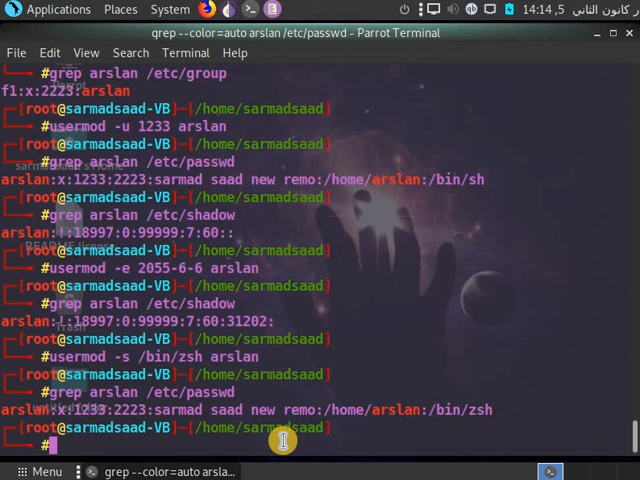 Applications Places System
كانون الثاني 5، 14:14
grep --color=auto arslan /etc/passwd - Parrot Terminal
File Edit View Search Terminal Help
#grep arslan /etc/group
f1:x:2223:arslan
[root@sarmadsaad-VB]─[/home/sarmadsaad]
#usermod -u 1233 arslan
[root@sarmadsaad-VB]─[/home/sarmadsaad]
#grep arslan /etc/passwd
sarmadsaad's Home
arslan:x:1233:2223:sarmad saad new remo:/home/arslan:/bin/sh
[root@sarmadsaad-VB]─[/home/sarmadsaad]
#grep arslan /etc/shadow
arslan:!:18997:0:99999:7:60::
README.license
[root@sarmadsaad-VB]─[/home/sarmadsaad]
#usermod -e 2055-6-6 arslan
[root@sarmadsaad-VB]─[/home/sarmadsaad]
#grep arslan /etc/shadow
arslan:!:18997:0:99999:7:60:31202:
Trash
[root@sarmadsaad-VB]─[/home/sarmadsaad]
#usermod -s /bin/zsh arslan
[root@sarmadsaad-VB]─[/home/sarmadsaad]
#grep arslan /etc/passwd
arslan:x:1233:2223:sarmad saad new remo:/home/arslan:/bin/zsh
[root@sarmadsaad-VB]─[/home/sarmadsaad]
#
Menu grep --color=auto arsla...